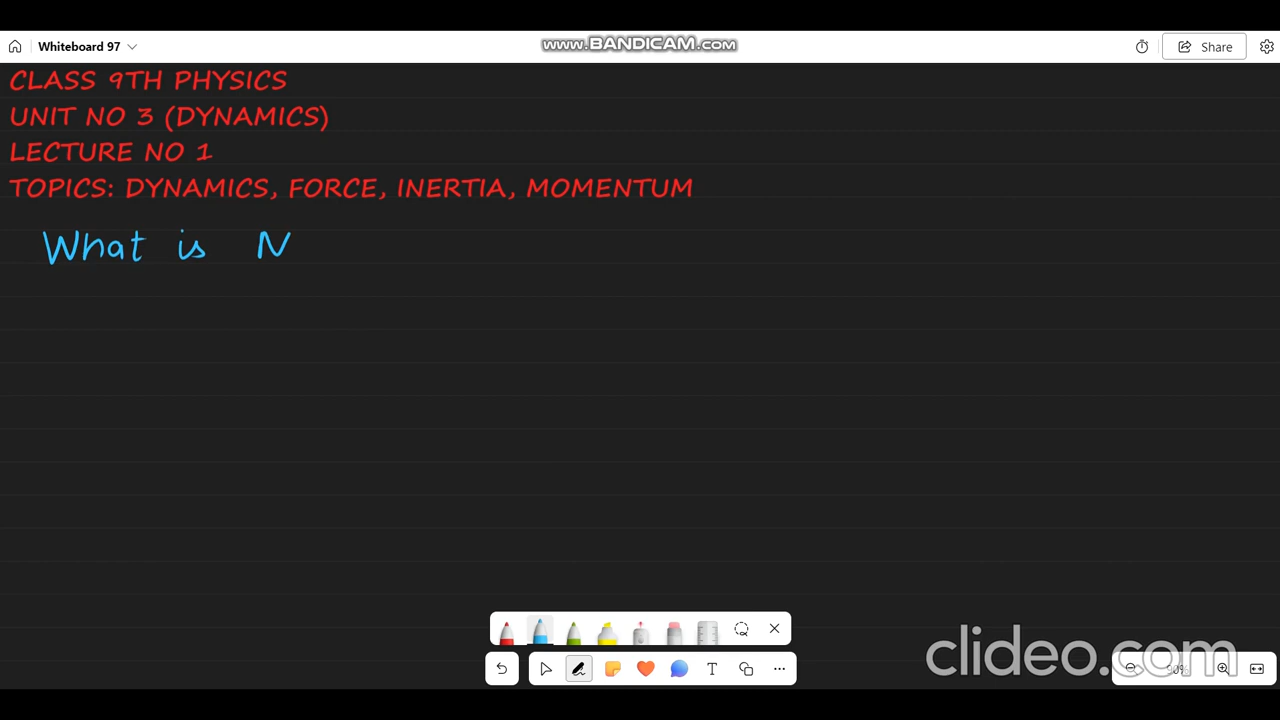 Whiteboard 97
www.BANDICAM.com
Share
CLASS 9TH PHYSICS
UNIT NO 3 (DYNAMICS)
LECTURE NO 1
TOPICS: DYNAMICS, FORCE, INERTIA, MOMENTUM
What is N
T
clideo.com
90%